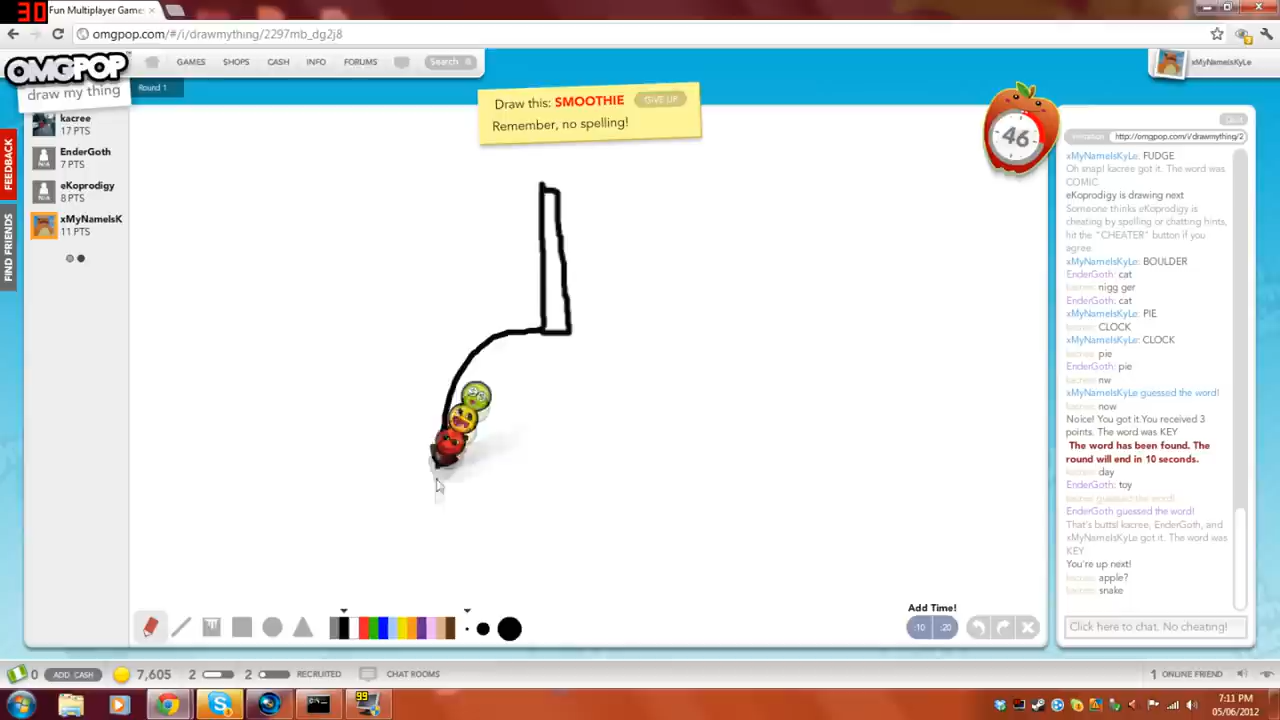 30
Fun Multiplayer Game
omgpop.com/#/i/drawmything/2297mb_dg2j8
OMGPOP
draw my thing
GAMES
SHOPS
CASH
INFO
FORUMS
Search
xMyNameIsKyLe
Round 1
Draw this: SMOOTHIE
GIVE UP
Remember, no spelling!
46
FEEDBACK
FIND FRIENDS
kacree
17 PTS
EnderGoth
7 PTS
eKoprodigy
8 PTS
xMyNameIsK
11 PTS
Quit
Invitation
http://omgpop.com/i/drawmything/2
xMyNameIsKyLe: FUDGE
Oh snap! kacree got it. The word was
COMIC.
eKoprodigy is drawing next
Someone thinks eKoprodigy is
cheating by spelling or chatting hints,
hit the "CHEATER" button if you
agree
xMyNameIsKyLe: BOULDER
EnderGoth: cat
kacree: nigg ger
EnderGoth: cat
xMyNameIsKyLe: PIE
kacree: CLOCK
xMyNameIsKyLe: CLOCK
kacree: pie
EnderGoth: pie
kacree: nw
xMyNameIsKyLe guessed the word!
kacree: now
Noice! You got it.You received 3
points. The word was KEY
The word has been found. The
round will end in 10 seconds.
kacree: day
EnderGoth: toy
kacree guessed the word!
EnderGoth guessed the word!
That's butts! kacree, EnderGoth, and
xMyNameIsKyLe got it. The word was
KEY
You're up next!
kacree: apple?
kacree: snake
Click here to chat. No cheating!
Add Time!
:10
:20
0
ADD CASH
7,605
2
2
RECRUITED
CHAT ROOMS
1 ONLINE FRIEND
99
7:11 PM
05/06/2012